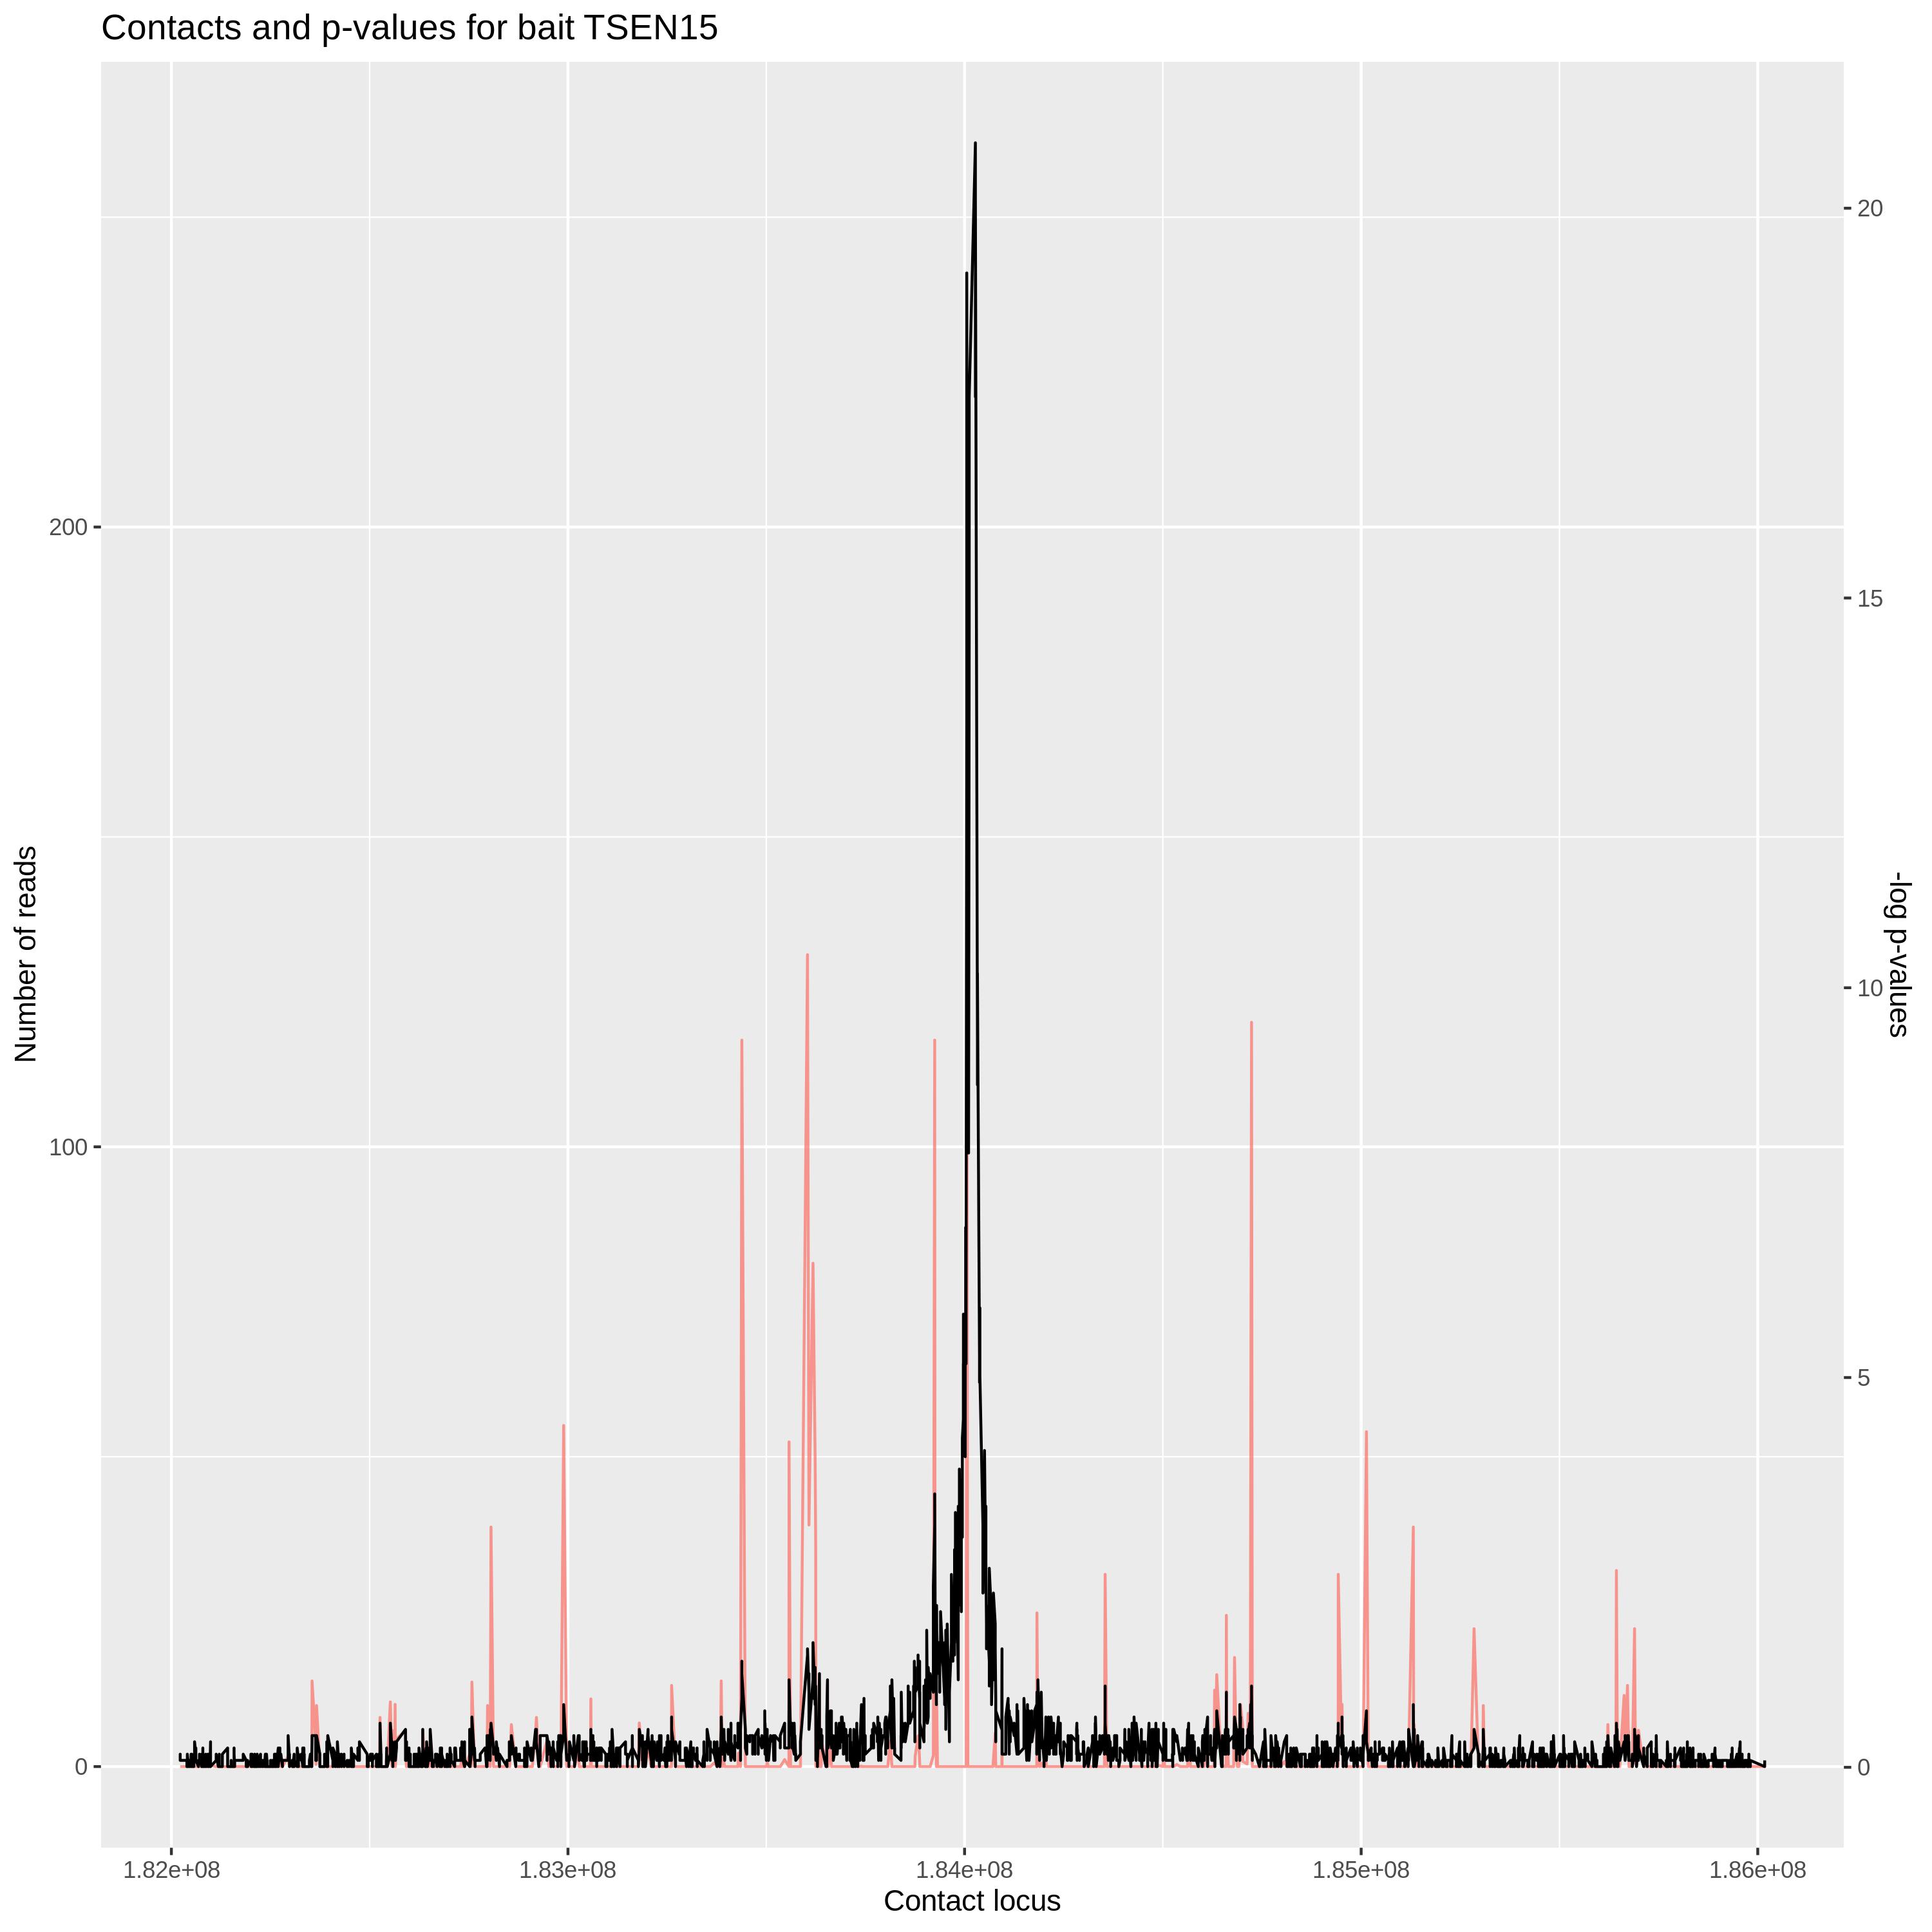 Contacts and p-values for bait TSEN15
Number of reads
200
100
0
20
15
10
5
0
-log p-values
1.82e+08
1.83e+08
1.84e+08
1.85e+08
1.86e+08
Contact locus